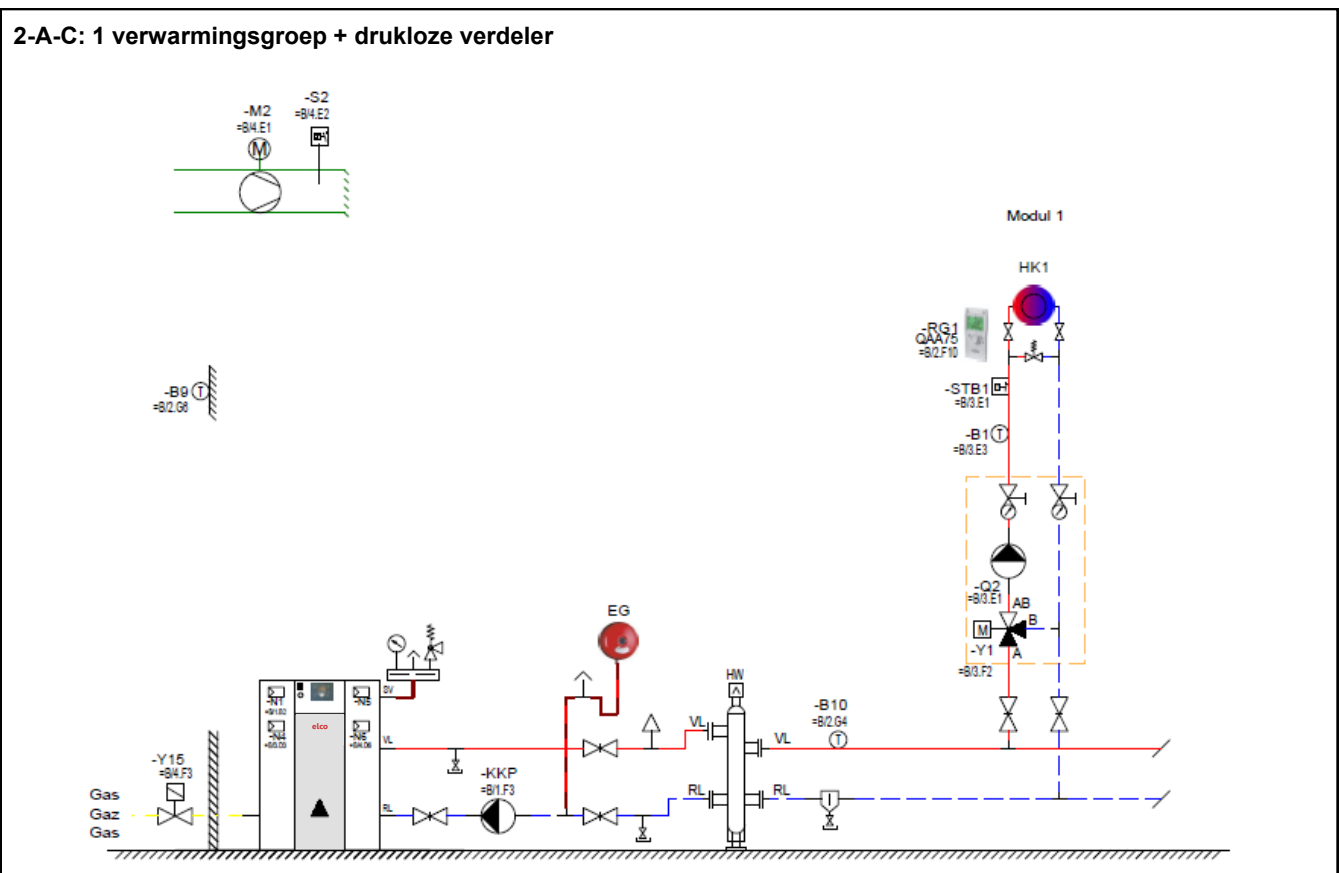 2-A-C: 1 verwarmingsgroep + drukloze verdeler
-M2
=B/4.E1
M
-S2
=B/4.E2
Modul 1
HK1
-RG1
QAA75
=B/2.F10
-B9
T
=B/2.G6
-STB1
=B/3.E1
-B1
T
=B/3.E3
-Q2
=B/3.E1
AB
B
M
-Y1
A
=B/3.F2
EG
HW
-N1
=B/1.B2
-N5
DV
elco
-N4
-N6
VL
VL
VL
-B10
=B/2.G4
T
-Y15
=B/4.F3
-KKP
=B/1.F3
RL
RL
RL
Gas
Gaz
Gas